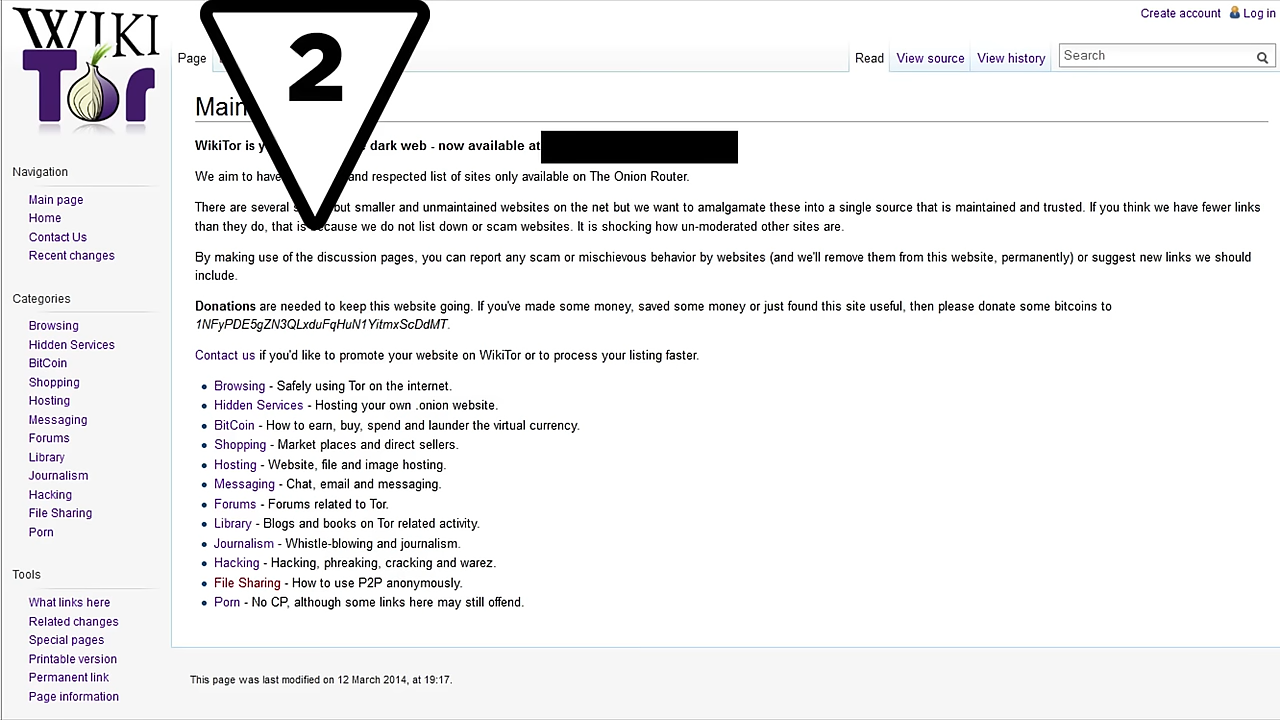 WIKI
Tor
2
Create account Log in
Page
Read View source View history Search
Main
WikiTor is dark web - now available at
We aim to have and respected list of sites only available on The Onion Router.
There are several but smaller and unmaintained websites on the net but we want to amalgamate these into a single source that is maintained and trusted. If you think we have fewer links
than they do, that is because we do not list down or scam websites. It is shocking how un-moderated other sites are.
By making use of the discussion pages, you can report any scam or mischievous behavior by websites (and we'll remove them from this website, permanently) or suggest new links we should
include.
Donations are needed to keep this website going. If you've made some money, saved some money or just found this site useful, then please donate some bitcoins to
1NFyPDE5gZN3QLxduFqHuN1YitmxScDdMT.
Contact us if you'd like to promote your website on WikiTor or to process your listing faster.
Browsing - Safely using Tor on the internet.
Hidden Services - Hosting your own .onion website.
BitCoin - How to earn, buy, spend and launder the virtual currency.
Shopping - Market places and direct sellers.
Hosting - Website, file and image hosting.
Messaging - Chat, email and messaging.
Forums - Forums related to Tor.
Library - Blogs and books on Tor related activity.
Journalism - Whistle-blowing and journalism.
Hacking - Hacking, phreaking, cracking and warez.
File Sharing - How to use P2P anonymously.
Porn - No CP, although some links here may still offend.
Navigation
Main page
Home
Contact Us
Recent changes
Categories
Browsing
Hidden Services
BitCoin
Shopping
Hosting
Messaging
Forums
Library
Journalism
Hacking
File Sharing
Porn
Tools
What links here
Related changes
Special pages
Printable version
Permanent link
Page information
This page was last modified on 12 March 2014, at 19:17.